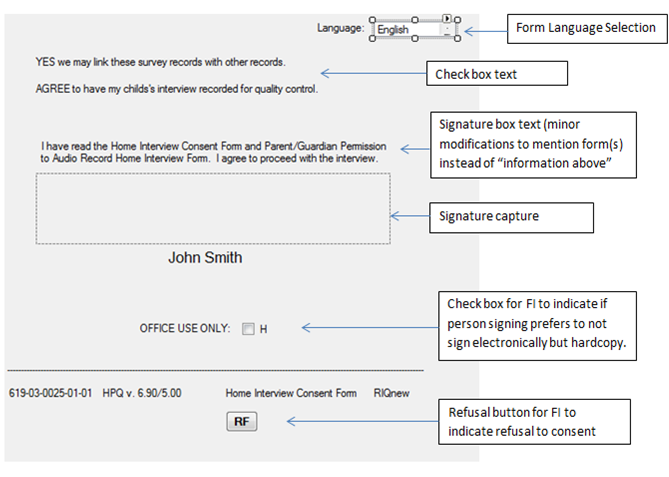 Language: English
Form Language Selection
YES we may link these survey records with other records.
Check box text
AGREE to have my childs's interview recorded for quality control.
Signature box text (minor
modifications to mention form(s)
instead of “information above”
I have read the Home Interview Consent Form and Parent/Guardian Permission
to Audio Record Home Interview Form. I agree to proceed with the interview.
Signature capture
John Smith
Check box for FI to indicate if
person signing prefers to not
sign electronically but hardcopy.
OFFICE USE ONLY: H
619-03-0025-01-01 HPQ v. 6.90/5.00 Home Interview Consent Form RIQnew
RF
Refusal button for FI to
indicate refusal to consent